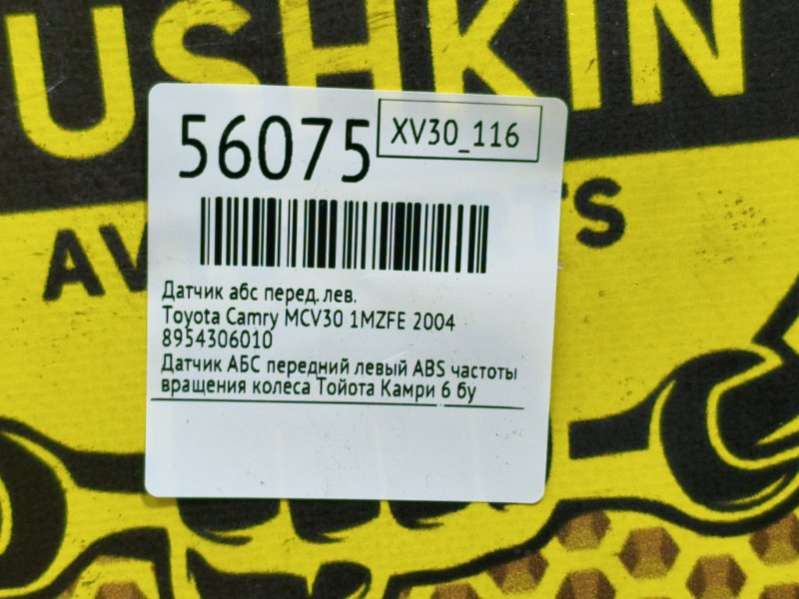 USHKIN
56075
XV30_116
AV
TS
Датчик абс перед. лев.
Toyota Camry MCV30 1MZFE 2004
8954306010
Датчик АБС передний левый ABS частоты
вращения колеса Тойота Камри 6 бу